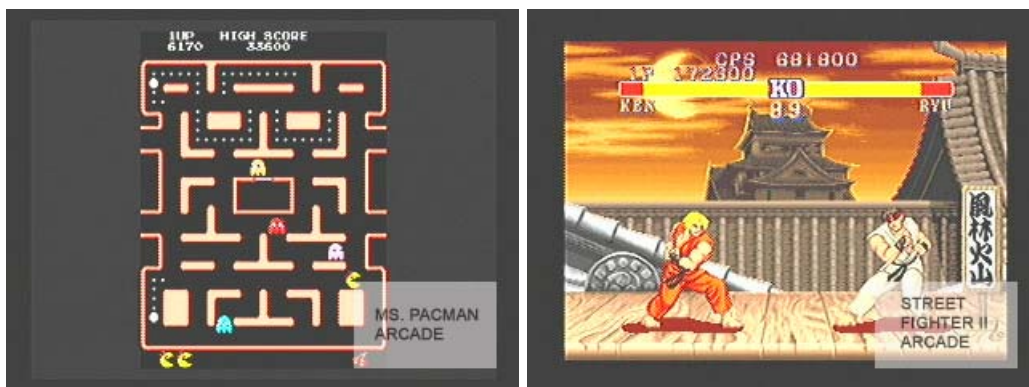 1UP HIGH SCORE
6170 33600
MS. PACMAN
ARCADE
CPS 681800
1P 172300
KO
KEN 89 RYU
風林火山
STREET
FIGHTER II
ARCADE